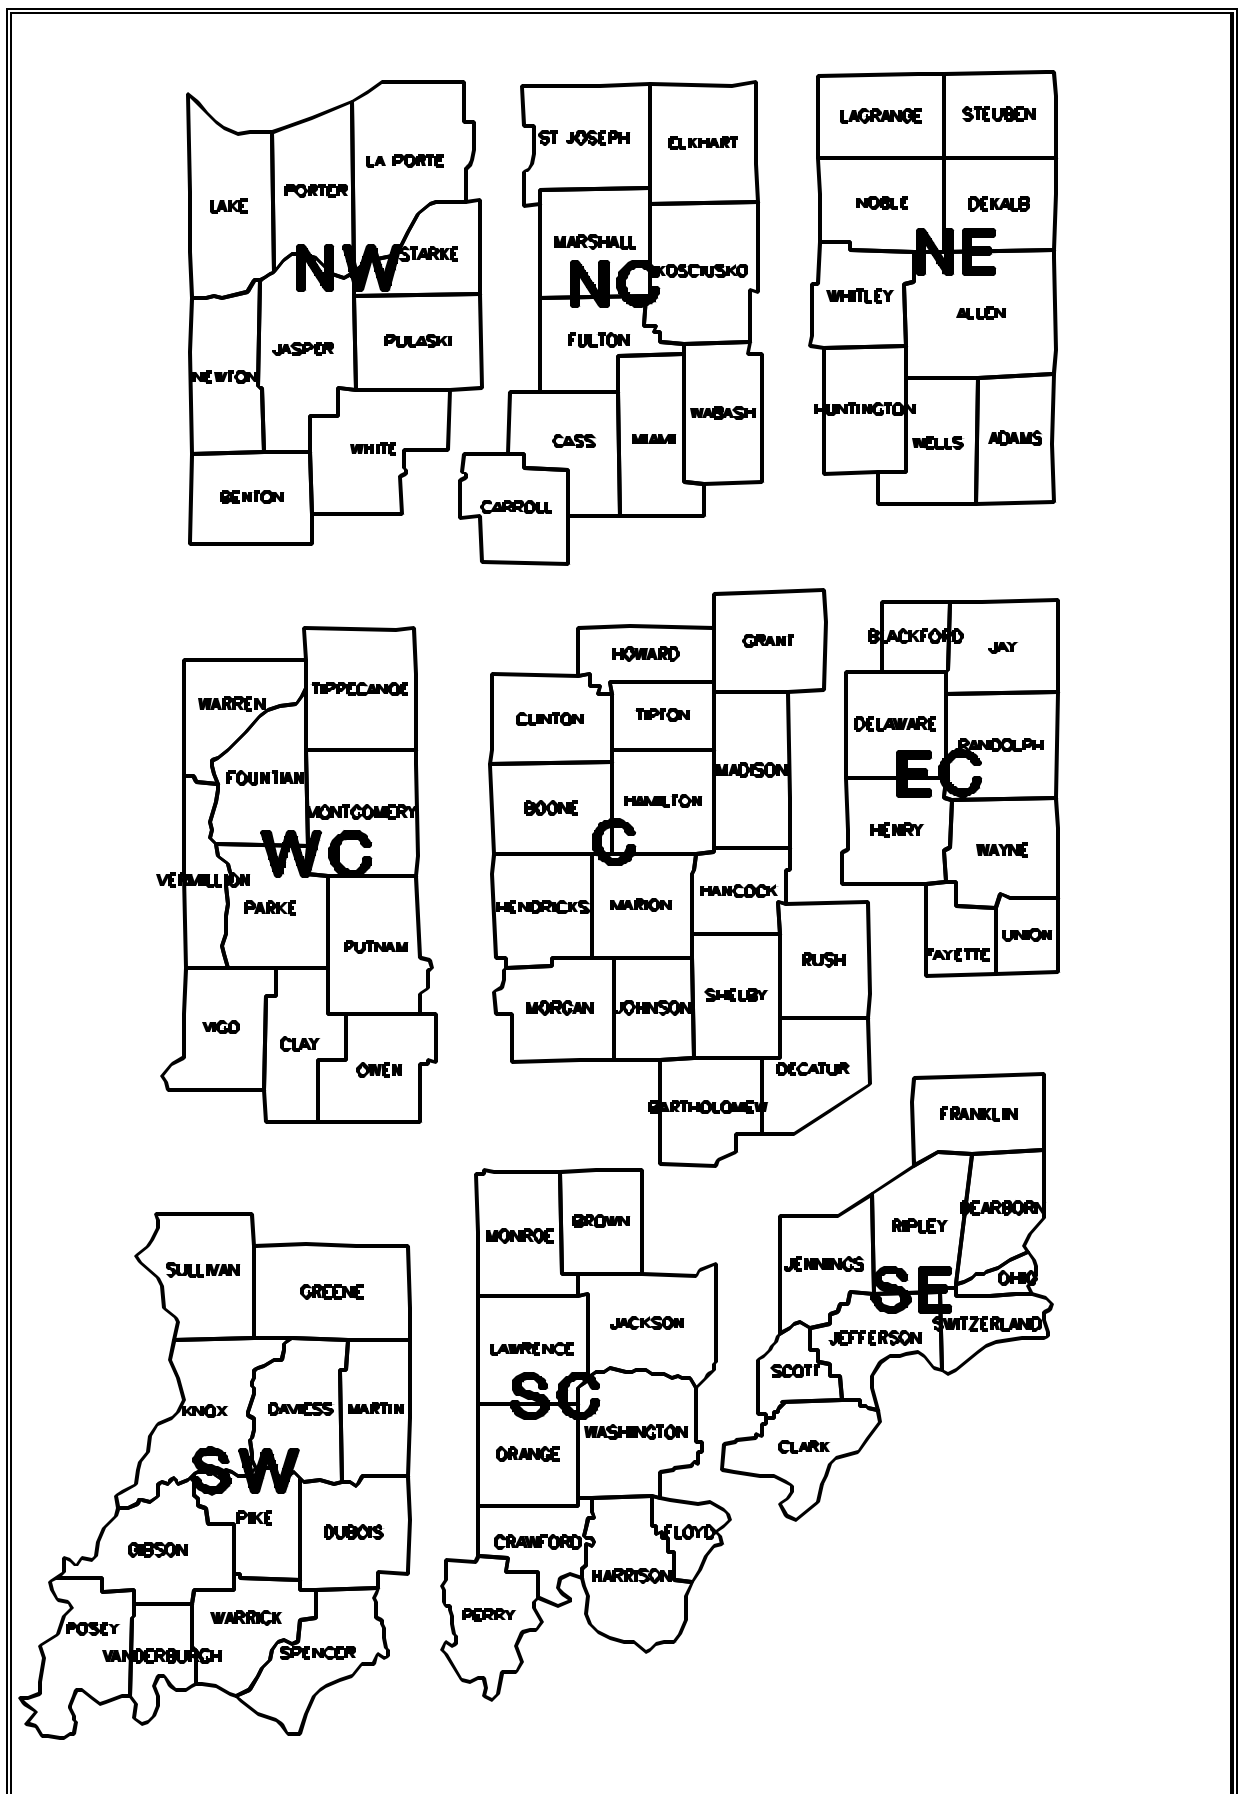 LAKE
PORTER
LA PORTE
NW
STARKE
NEWTON
JASPER
PULASKI
WHITE
BENTON
ST JOSEPH
ELKHART
MARSHALL
NC
KOSCIUSKO
FULTON
CASS
MIAMI
WABASH
CARROLL
LAGRANGE
STEUBEN
NOBLE
DEKALB
NE
WHITLEY
ALLEN
HUNTINGTON
WELLS
ADAMS
WARREN
TIPPECANOE
FOUNTIAN
MONTGOMERY
WC
VERMILLION
PARKE
PUTNAM
VIGO
CLAY
OWEN
HOWARD
GRANT
CLINTON
TIPTON
MADISON
BOONE
HAMILTON
C
HENDRICKS
MARION
HANCOCK
RUSH
MORGAN
JOHNSON
SHELBY
DECATUR
BARTHOLOMEW
BLACKFORD
JAY
DELAWARE
RANDOLPH
EC
HENRY
WAYNE
FAYETTE
UNION
SULLIVAN
GREENE
KNOX
DAVIESS
MARTIN
SW
PIKE
DUBOIS
GIBSON
POSEY
VANDERBURGH
WARRICK
SPENCER
MONROE
BROWN
LAWRENCE
JACKSON
SC
ORANGE
WASHINGTON
CRAWFORD
FLOYD
HARRISON
PERRY
FRANKLIN
RIPLEY
DEARBORN
JENNINGS
SE
OHIO
JEFFERSON
SWITZERLAND
SCOTT
CLARK